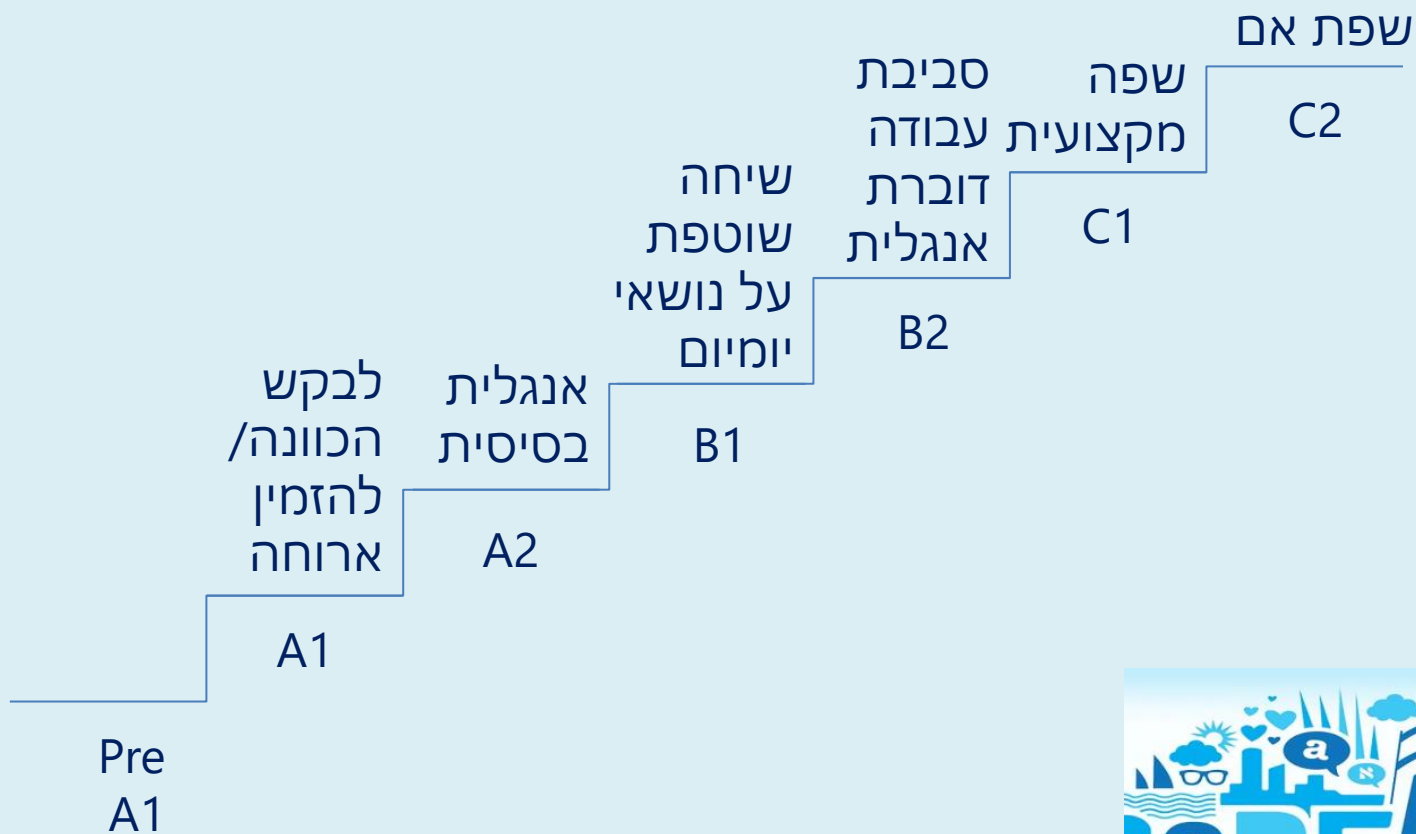 שפת אם
C2
שפה
מקצועית
C1
סביבת
עבודה
דוברת
אנגלית
B2
שיחה
שוטפת
על נושאי
יומיום
B1
אנגלית
בסיסית
A2
לבקש
הכוונה/
להזמין
ארוחה
A1
Pre
A1
a
א